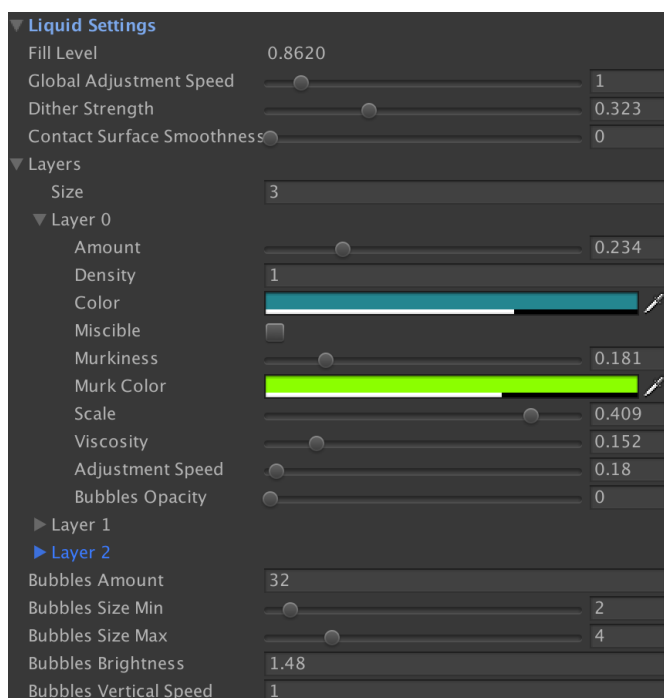 Liquid Settings
Fill Level 0.8620
Global Adjustment Speed 1
Dither Strength 0.323
Contact Surface Smoothness 0
Layers
Size 3
Layer 0
Amount 0.234
Density 1
Color
Miscible
Murkiness 0.181
Murk Color
Scale 0.409
Viscosity 0.152
Adjustment Speed 0.18
Bubbles Opacity 0
Layer 1
Layer 2
Bubbles Amount 32
Bubbles Size Min 2
Bubbles Size Max 4
Bubbles Brightness 1.48
Bubbles Vertical Speed 1